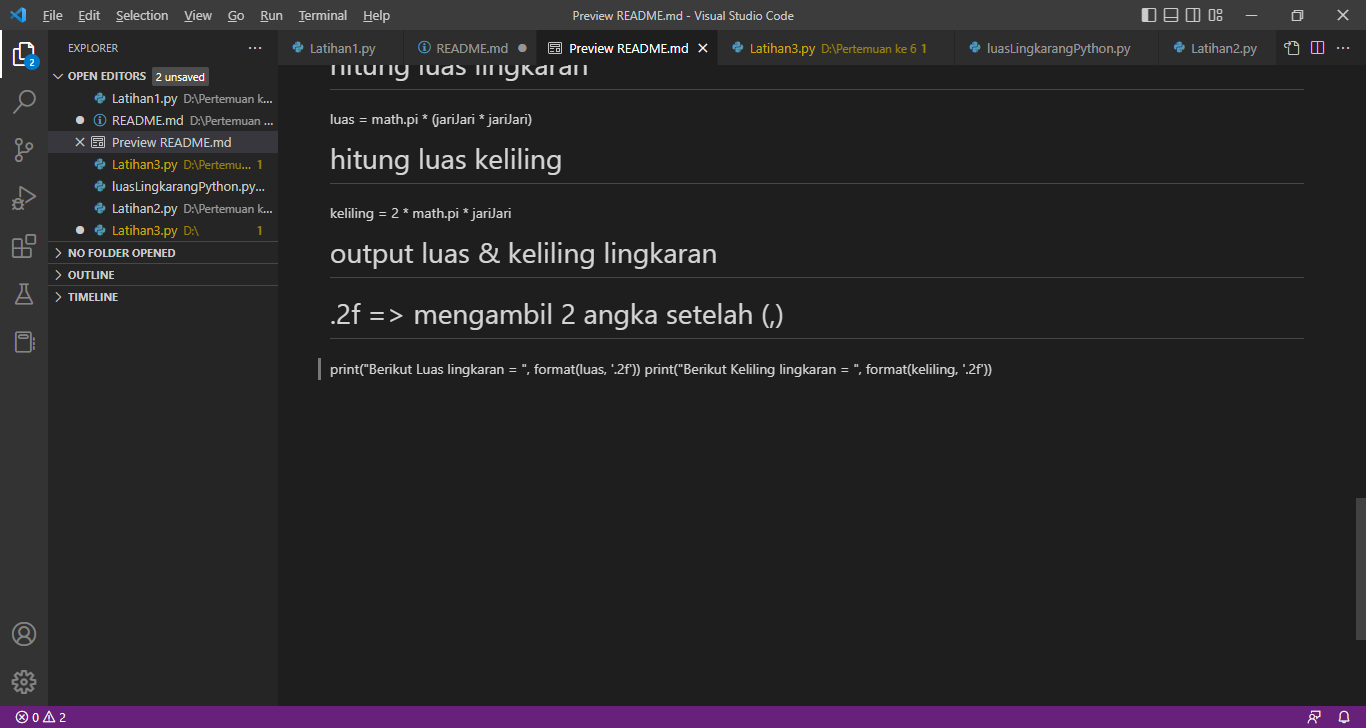 File Edit Selection View Go Run Terminal Help Preview README.md - Visual Studio Code
EXPLORER
OPEN EDITORS 2 unsaved
Latihan1.py D:\Pertemuan k...
README.md D:\Pertemuan ...
Preview README.md
Latihan3.py D:\Pertemu... 1
luasLingkarangPython.py...
Latihan2.py D:\Pertemuan k...
Latihan3.py D:\ 1
NO FOLDER OPENED
OUTLINE
TIMELINE
2
Latihan1.py README.md Preview README.md Latihan3.py D:\Pertemuan ke 6 1 luasLingkarangPython.py Latihan2.py
hitung luas lingkaran
luas = math.pi * (jariJari * jariJari)
hitung luas keliling
keliling = 2 * math.pi * jariJari
output luas & keliling lingkaran
.2f => mengambil 2 angka setelah (,)
print("Berikut Luas lingkaran = ", format(luas, '.2f')) print("Berikut Keliling lingkaran = ", format(keliling, '.2f'))
0 2